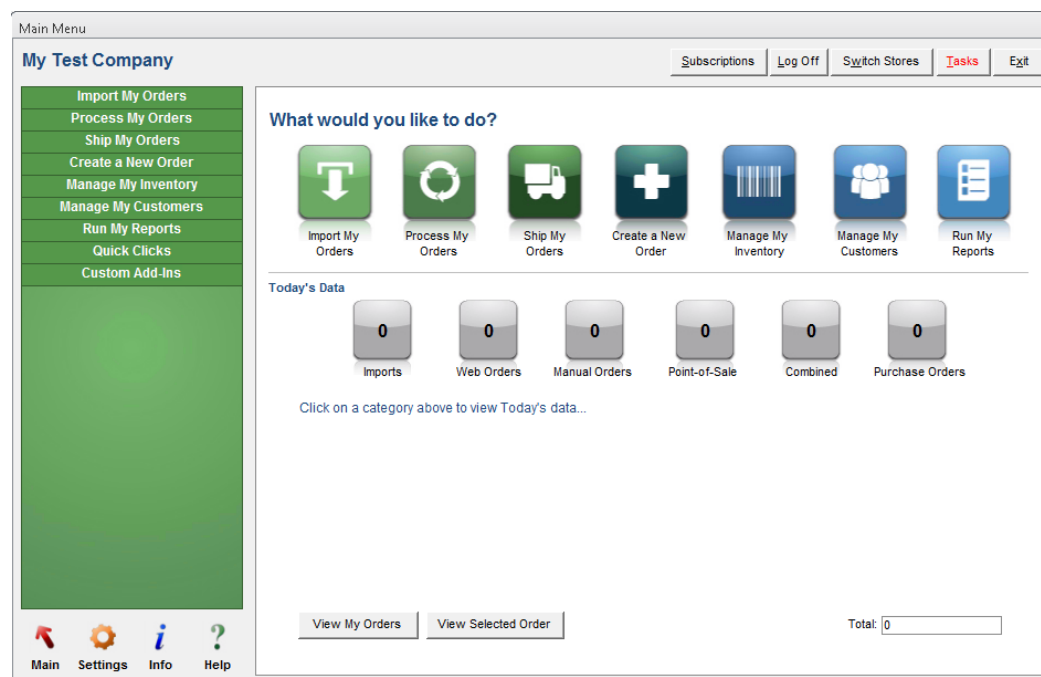 Main Menu
My Test Company
Subscriptions
Log Off
Switch Stores
Tasks
Exit
Import My Orders
Process My Orders
Ship My Orders
Create a New Order
Manage My Inventory
Manage My Customers
Run My Reports
Quick Clicks
Custom Add-Ins
What would you like to do?
Import My
Orders
Process My
Orders
Ship My
Orders
Create a New
Order
Manage My
Inventory
Manage My
Customers
Run My
Reports
Today's Data
0
0
0
0
0
0
Imports
Web Orders
Manual Orders
Point-of-Sale
Combined
Purchase Orders
Click on a category above to view Today's data...
View My Orders
View Selected Order
Total: 0
Main
Settings
Info
Help